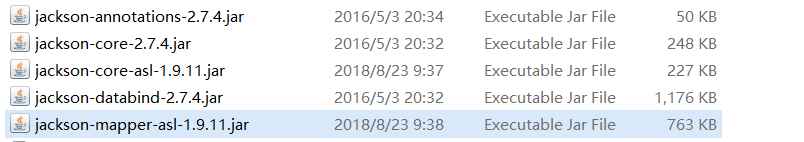 jackson-annotations-2.7.4.jar 2016/5/3 20:34 Executable Jar File 50 KB
jackson-core-2.7.4.jar 2016/5/3 20:32 Executable Jar File 248 KB
jackson-core-asl-1.9.11.jar 2018/8/23 9:37 Executable Jar File 227 KB
jackson-databind-2.7.4.jar 2016/5/3 20:32 Executable Jar File 1,176 KB
jackson-mapper-asl-1.9.11.jar 2018/8/23 9:38 Executable Jar File 763 KB